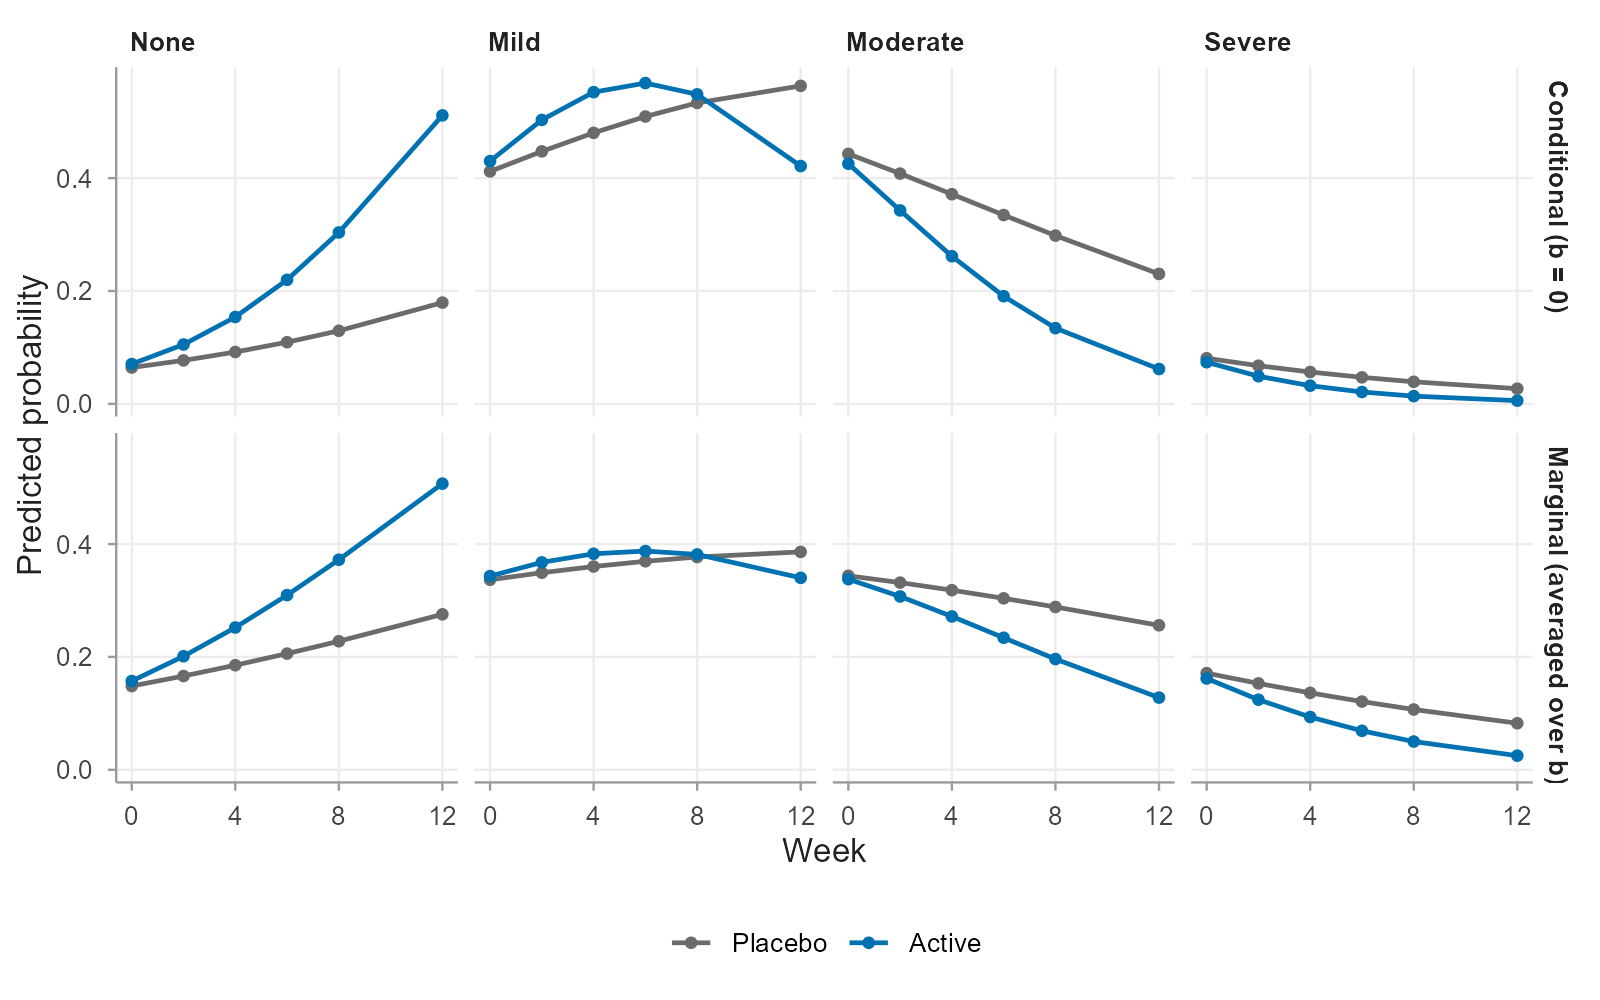 None Mild Moderate Severe
Conditional (b = 0)
Marginal (averaged over b)
Predicted probability
0.4
0.2
0.0
0.4
0.2
0.0
0 4 8 12 0 4 8 12 0 4 8 12 0 4 8 12
Week
Placebo Active